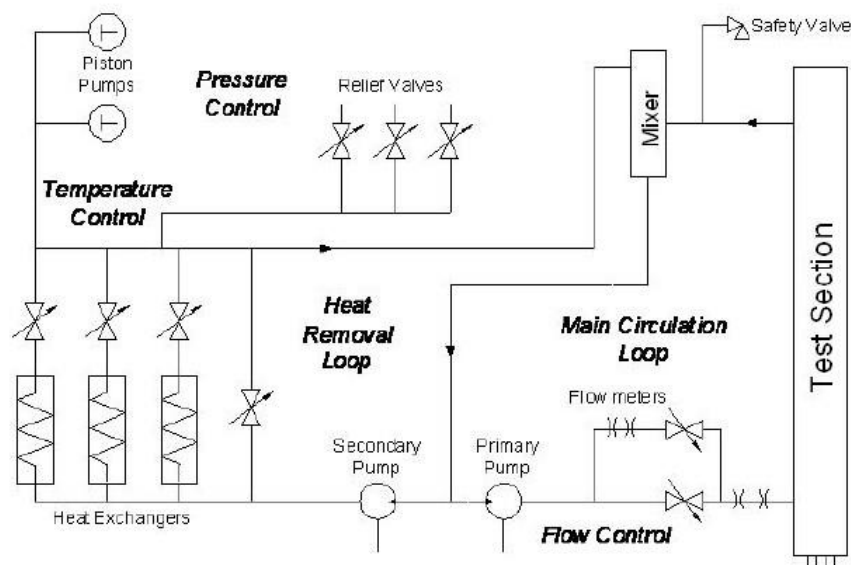 Safety Valve
Piston
Pumps
Pressure
Control
Relief Valves
Mixer
Temperature
Control
Test Section
Heat
Removal
Loop
Main Circulation
Loop
Flow meters
Secondary
Pump
Primary
Pump
Heat Exchangers
Flow Control